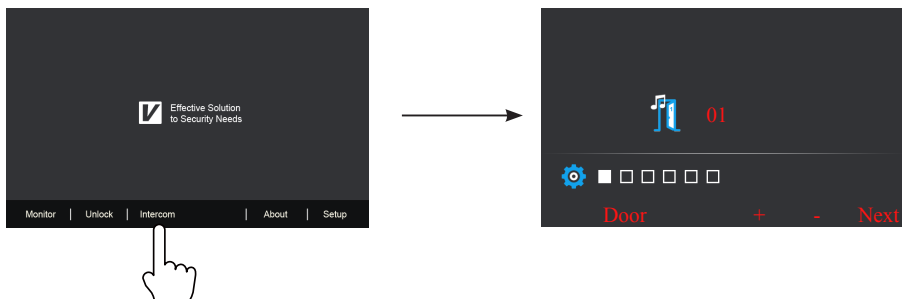 V Effective Solution
to Security Needs
Monitor | Unlock | Intercom | About | Setup
01
Door + - Next